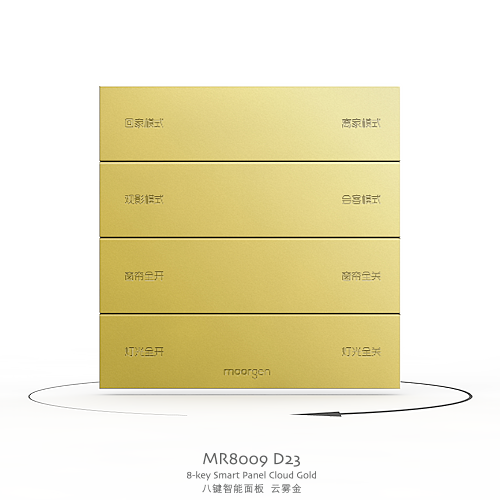 回家模式 离家模式
观影模式 会客模式
窗帘全开 窗帘全关
灯光全开 灯光全关
moorgen
MR8009 D23
8-key Smart Panel Cloud Gold
八键智能面板 云雾金